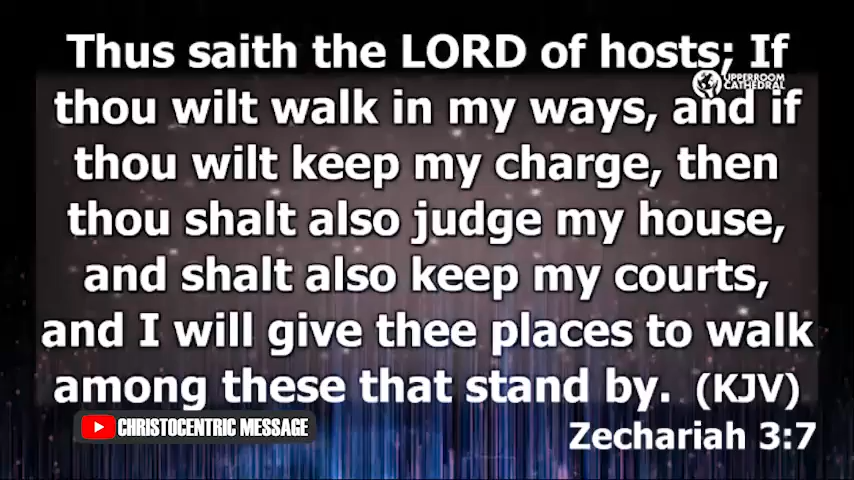 Thus saith the LORD of hosts; If
thou wilt walk in my ways, and if
thou wilt keep my charge, then
thou shalt also judge my house,
and shalt also keep my courts,
and I will give thee places to walk
among these that stand by. (KJV)
Zechariah 3:7
UPPERROOM
CATHEDRAL
CHRISTOCENTRIC MESSAGE